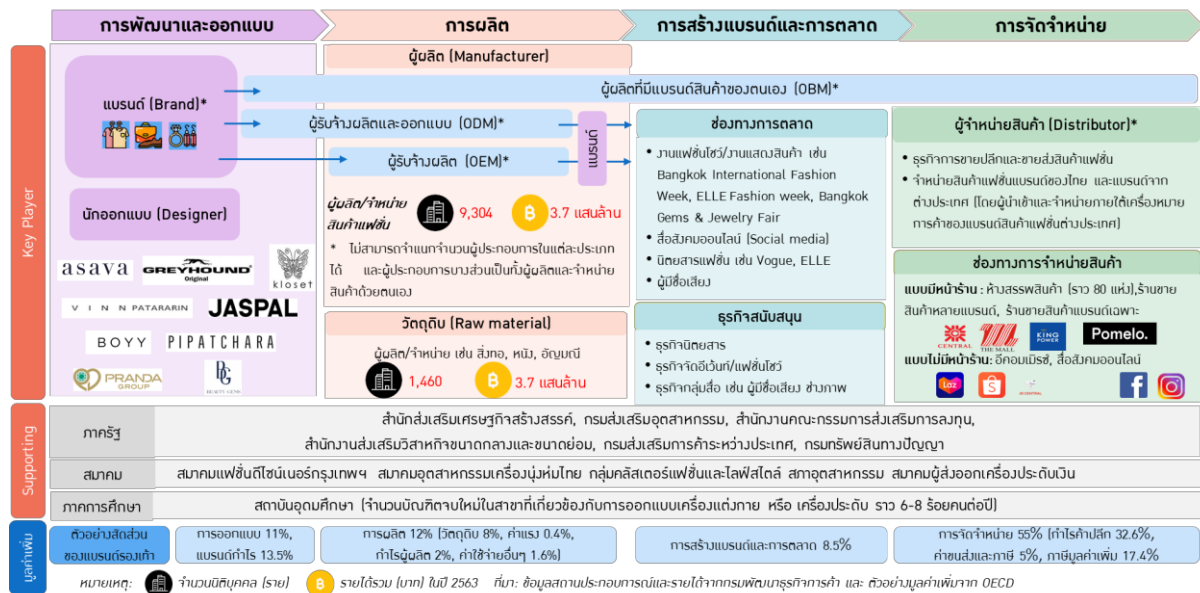 การพัฒนาและออกแบบ
การผลิต
การสร้างแบรนด์และการตลาด
การจัดจำหน่าย
Key Player
แบรนด์ (Brand)*
นักออกแบบ (Designer)
asava
GREYHOUND
Original
kloset
V I N N PATARARIN
JASPAL
BOYY
PIPATCHARA
PRANDA
GROUP
BEAUTY GEMS
ผู้ผลิต (Manufacturer)
ผู้ผลิตที่มีแบรนด์สินค้าของตนเอง (OBM)*
ผู้รับจ้างผลิตและออกแบบ (ODM)*
ผู้รับจ้างผลิต (OEM)*
แบรนด์
ผู้ผลิต/จำหน่าย
สินค้าแฟชั่น
9,304
3.7 แสนล้าน
* ไม่สามารถจำแนกจำนวนผู้ประกอบการในแต่ละประเภท
ได้ และผู้ประกอบการบางส่วนเป็นทั้งผู้ผลิตและจำหน่าย
สินค้าด้วยตนเอง
วัตถุดิบ (Raw material)
ผู้ผลิต/จำหน่าย เช่น สิ่งทอ, หนัง, อัญมณี
1,460
3.7 แสนล้าน
ช่องทางการตลาด
• งานแฟชั่นโชว์/งานแสดงสินค้า เช่น
Bangkok International Fashion
Week, ELLE Fashion week, Bangkok
Gems & Jewelry Fair
• สื่อสังคมออนไลน์ (Social media)
• นิตยสารแฟชั่น เช่น Vogue, ELLE
• ผู้มีชื่อเสียง
ธุรกิจสนับสนุน
• ธุรกิจนิตยสาร
• ธุรกิจจัดอีเว้นท์/แฟชั่นโชว์
• ธุรกิจกลุ่มสื่อ เช่น ผู้มีชื่อเสียง ช่างภาพ
ผู้จำหน่ายสินค้า (Distributor)*
• ธุรกิจการขายปลีกและขายส่งสินค้าแฟชั่น
• จำหน่ายสินค้าแฟชั่นแบรนด์ของไทย และแบรนด์จาก
ต่างประเทศ (โดยผู้นำเข้าและจำหน่ายภายใต้เครื่องหมาย
การค้าของแบรนด์สินค้าแฟชั่นต่างประเทศ)
ช่องทางการจำหน่ายสินค้า
แบบมีหน้าร้าน : ห้างสรรพสินค้า (ราว 80 แห่ง),ร้านขาย
สินค้าหลายแบรนด์, ร้านขายสินค้าแบรนด์เฉพาะ
CENTRAL
THE MALL
KING
POWER
Pomelo.
แบบไม่มีหน้าร้าน: อีคอมเมิรซ์, สื่อสังคมออนไลน์
Laz
JD CENTRAL
Supporting
ภาครัฐ
สำนักส่งเสริมเศรษฐกิจสร้างสรรค์, กรมส่งเสริมอุตสาหกรรม, สำนักงานคณะกรรมการส่งเสริมการลงทุน,
สำนักงานส่งเสริมวิสาหกิจขนาดกลางและขนาดย่อม, กรมส่งเสริมการค้าระหว่างประเทศ, กรมทรัพย์สินทางปัญญา
สมาคม
สมาคมแฟชั่นดีไซน์เนอร์กรุงเทพฯ สมาคมอุตสาหกรรมเครื่องนุ่งห่มไทย กลุ่มคลัสเตอร์แฟชั่นและไลฟ์สไตล์ สภาอุตสาหกรรม สมาคมผู้ส่งออกเครื่องประดับเงิน
ภาคการศึกษา
สถาบันอุดมศึกษา (จำนวนบัณฑิตจบใหม่ในสาขาที่เกี่ยวข้องกับการออกแบบเครื่องแต่งกาย หรือ เครื่องประดับ ราว 6-8 ร้อยคนต่อปี)
มูลค่าเพิ่ม
ตัวอย่างสัดส่วน
ของแบรนด์รองเท้า
การออกแบบ 11%,
แบรนด์กำไร 13.5%
การผลิต 12% (วัตถุดิบ 8%, ค่าแรง 0.4%,
กำไรผู้ผลิต 2%, ค่าใช้จ่ายอื่นๆ 1.6%)
การสร้างแบรนด์และการตลาด 8.5%
การจัดจำหน่าย 55% (กำไรค้าปลีก 32.6%,
ค่าขนส่งและภาษี 5%, ภาษีมูลค่าเพิ่ม 17.4%
หมายเหตุ: จำนวนนิติบุคคล (ราย) รายได้รวม (บาท) ในปี 2563 ที่มา: ข้อมูลสถานประกอบการณ์และรายได้จากกรมพัฒนาธุรกิจการค้า และ ตัวอย่างมูลค่าเพิ่มจาก OECD